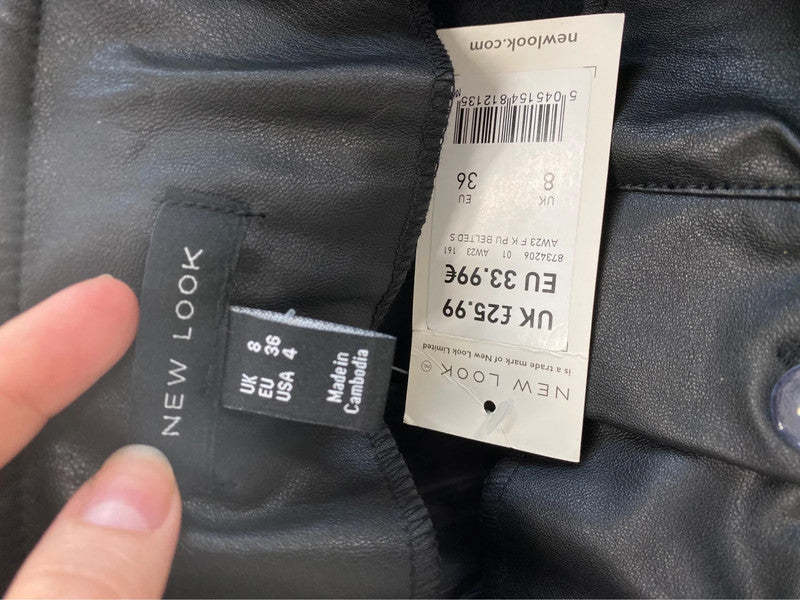 NEW LOOK
UK 8
EU 36
USA 4
Made in
Cambodia
NEW LOOK
is a trade mark of New Look Limited
UK £25.99
EU 33.99€
8734206 01 AW23 161
AW23 F K PU BELTED S
UK EU
8 36
5 045154 812135
newlook.com